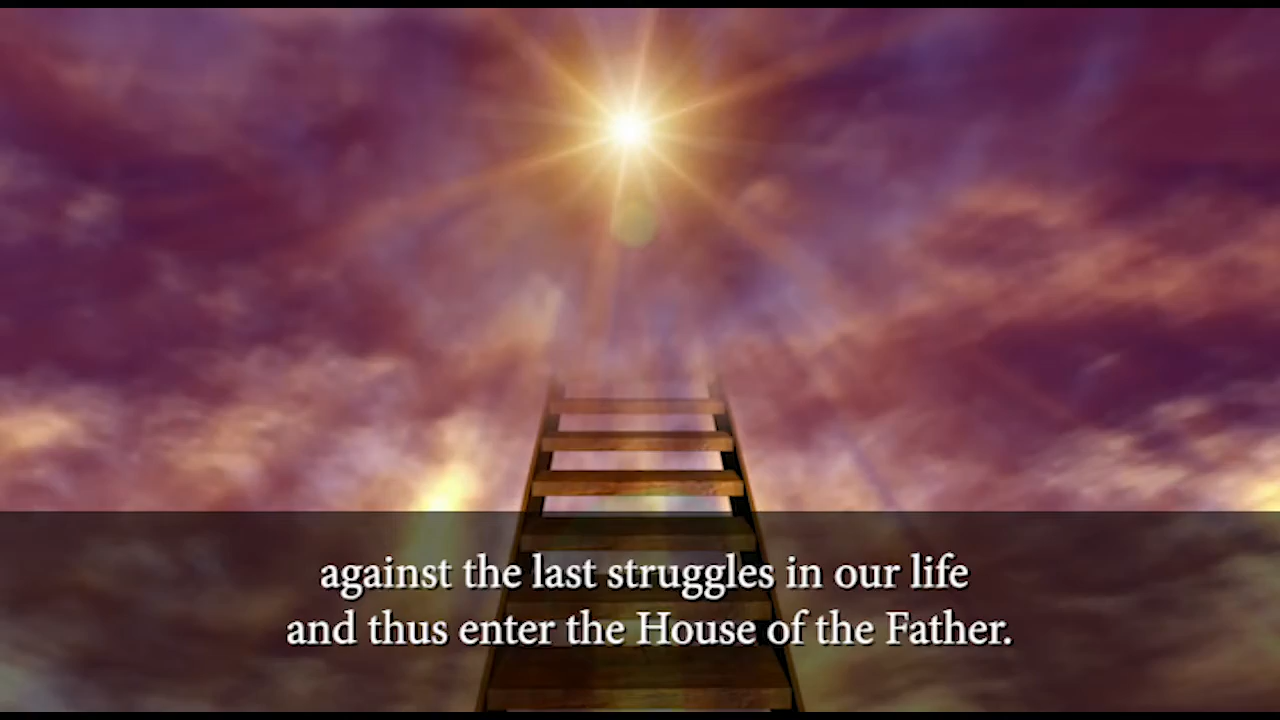 against the last struggles in our life
and thus enter the House of the Father.